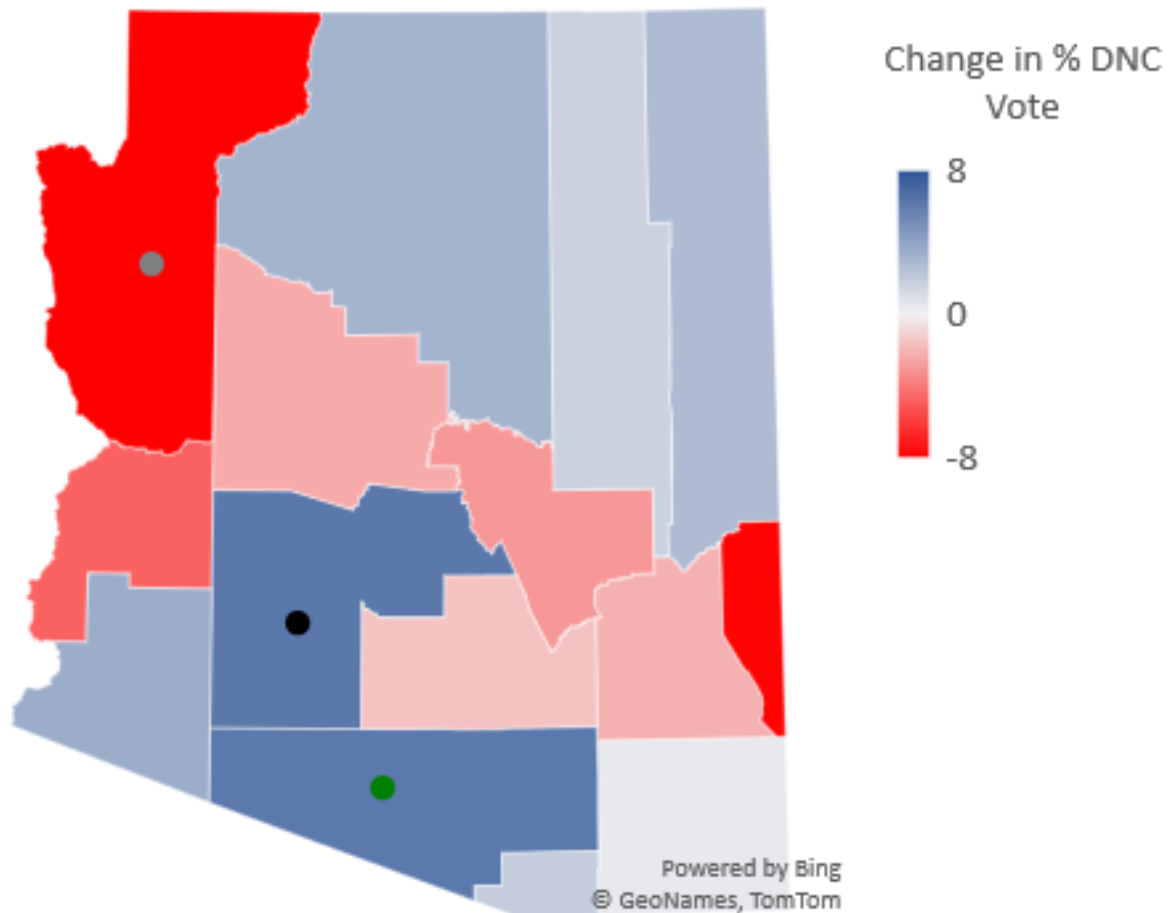 Change in % DNC
Vote
8
0
-8
Powered by Bing
© GeoNames, TomTom